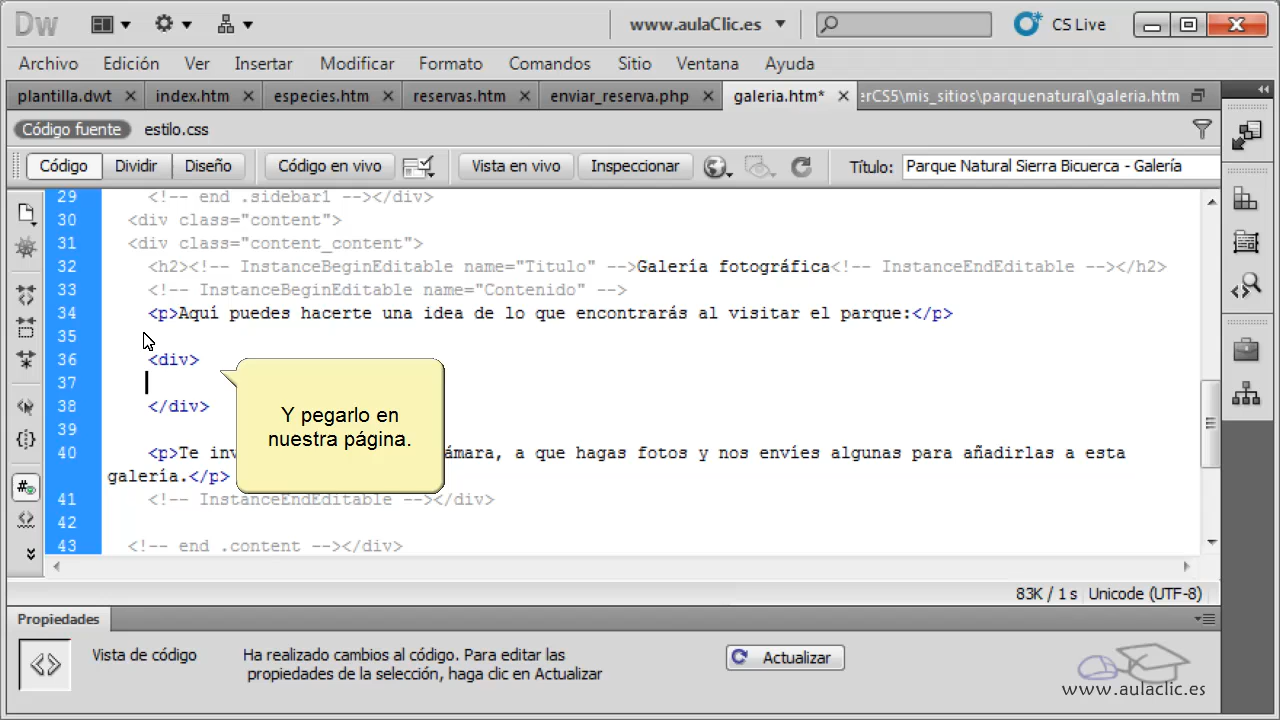 Dw
www.aulaClic.es
CS Live
Archivo Edición Ver Insertar Modificar Formato Comandos Sitio Ventana Ayuda
plantilla.dwt index.htm especies.htm reservas.htm enviar_reserva.php galeria.htm* erCS5\mis_sitios\parquenatural\galeria.htm
Código fuente estilo.css
Código Dividir Diseño Código en vivo Vista en vivo Inspeccionar Título: Parque Natural Sierra Bicuerca - Galería
29 <!-- end .sidebar1 --></div>
30 <div class="content">
31 <div class="content_content">
32 <h2><!-- InstanceBeginEditable name="Titulo" -->Galería fotográfica<!-- InstanceEndEditable --></h2>
33 <!-- InstanceBeginEditable name="Contenido" -->
34 <p>Aquí puedes hacerte una idea de lo que encontrarás al visitar el parque:</p>
35
36 <div>
37
38 </div>
39
40 <p>Te inv ámara, a que hagas fotos y nos envíes algunas para añadirlas a esta
galería.</p>
41 <!-- InstanceEndEditable --></div>
42
43 <!-- end .content --></div>
Y pegarlo en
nuestra página.
83K / 1 s Unicode (UTF-8)
Propiedades
Vista de código
Ha realizado cambios al código. Para editar las
propiedades de la selección, haga clic en Actualizar
Actualizar
www.aulaclic.es